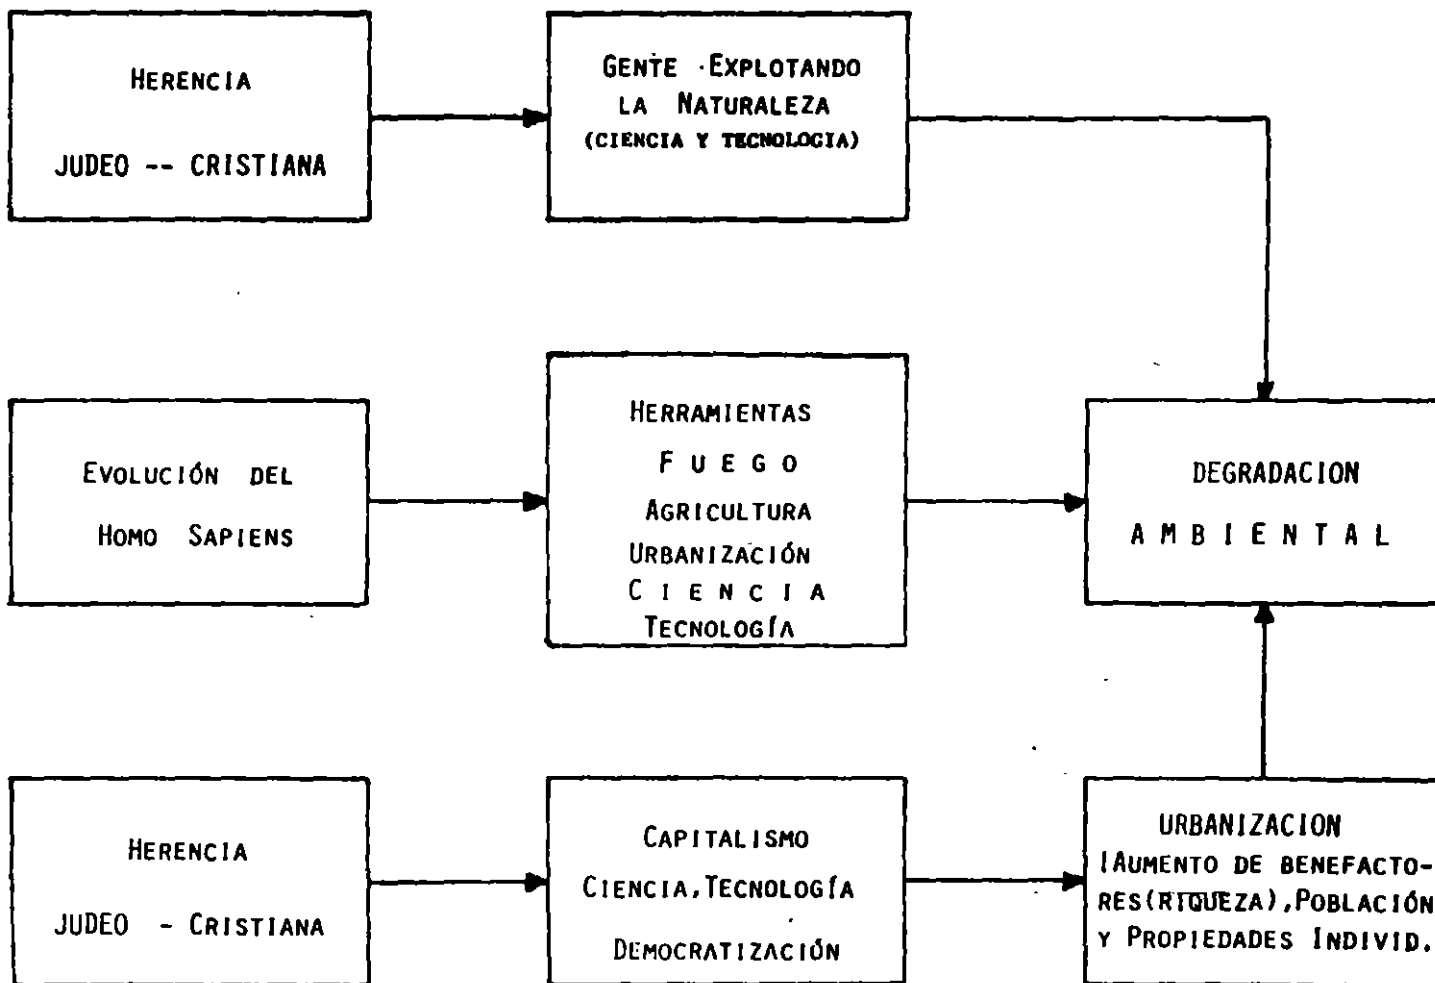 HERENCIA
JUDEO -- CRISTIANA
GENTE EXPLOTANDO
LA NATURALEZA
(CIENCIA Y TECNOLOGIA)
EVOLUCIÓN DEL
HOMO SAPIENS
HERRAMIENTAS
F U E G O
AGRICULTURA
URBANIZACIÓN
C I E N C I A
TECNOLOGÍA
DEGRADACION
A M B I E N T A L
HERENCIA
JUDEO - CRISTIANA
CAPITALISMO
CIENCIA, TECNOLOGÍA
DEMOCRATIZACIÓN
URBANIZACION
AUMENTO DE BENEFACTO-
RES(RIQUEZA), POBLACIÓN
Y PROPIEDADES INDIVID.